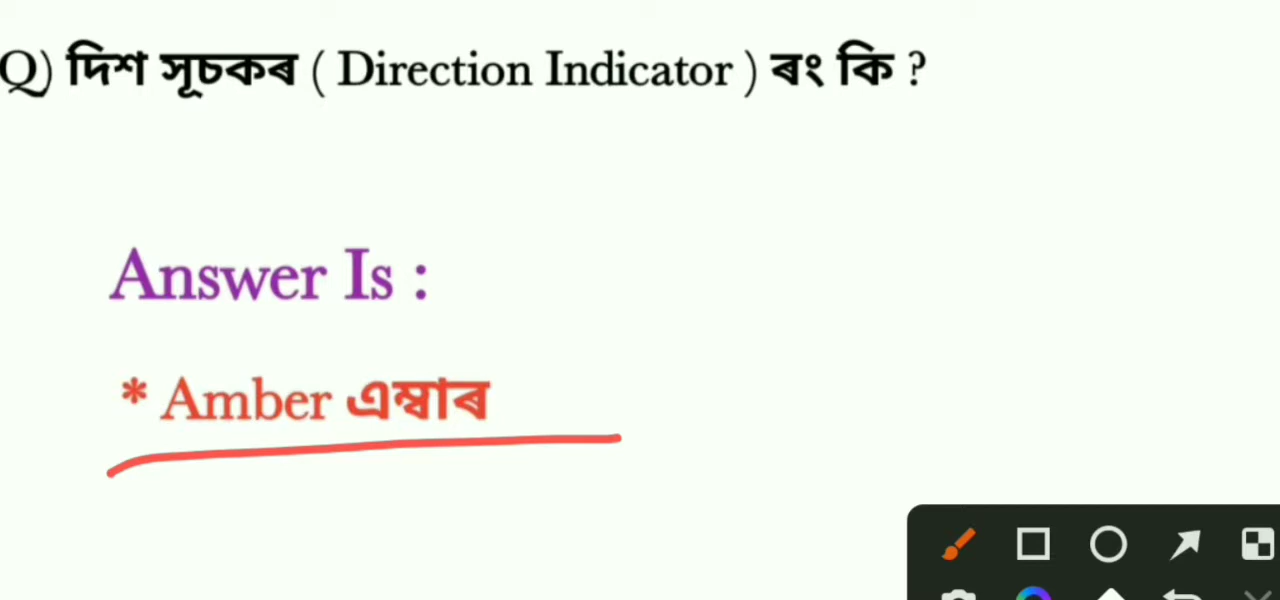 Q) দিশ সূচকৰ ( Direction Indicator ) ৰং কি ?
Answer Is :
* Amber এম্বাৰ